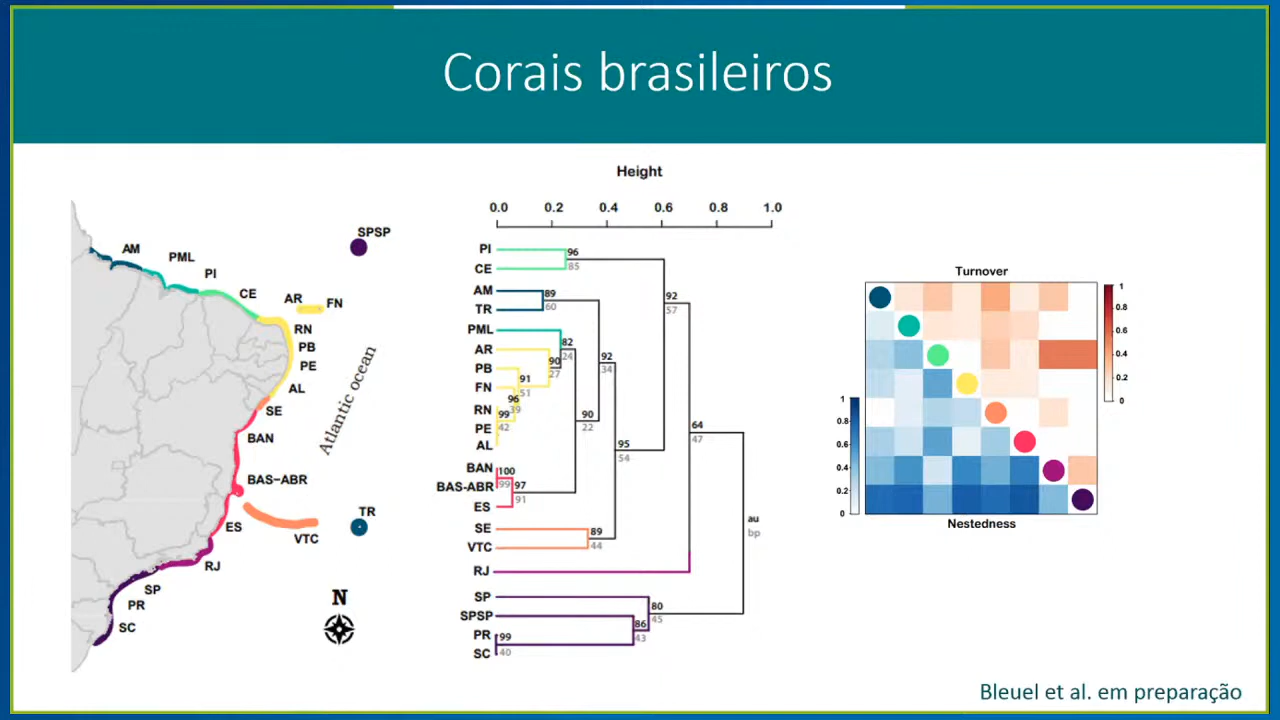 Corais brasileiros
SPSP
AM
PML
PI
CE
AR
FN
RN
PB
PE
AL
SE
BAN
BAS-ABR
ES
VTC
TR
RJ
SP
PR
SC
Atlantic ocean
N
Height
0.0 0.2 0.4 0.6 0.8 1.0
PI
CE
AM
TR
PML
AR
PB
FN
RN
PE
AL
BAN
BAS-ABR
ES
SE
VTC
RJ
SP
SPSP
PR
SC
96
85
89
60
82
24
90
27
91
51
96
39
99
42
92
34
90
22
100
99
97
91
95
54
89
44
92
57
64
47
80
45
86
43
99
40
au
bp
Turnover
1
0.8
0.6
0.4
0.2
0
1
0.8
0.6
0.4
0.2
0
Nestedness
Bleuel et al. em preparação